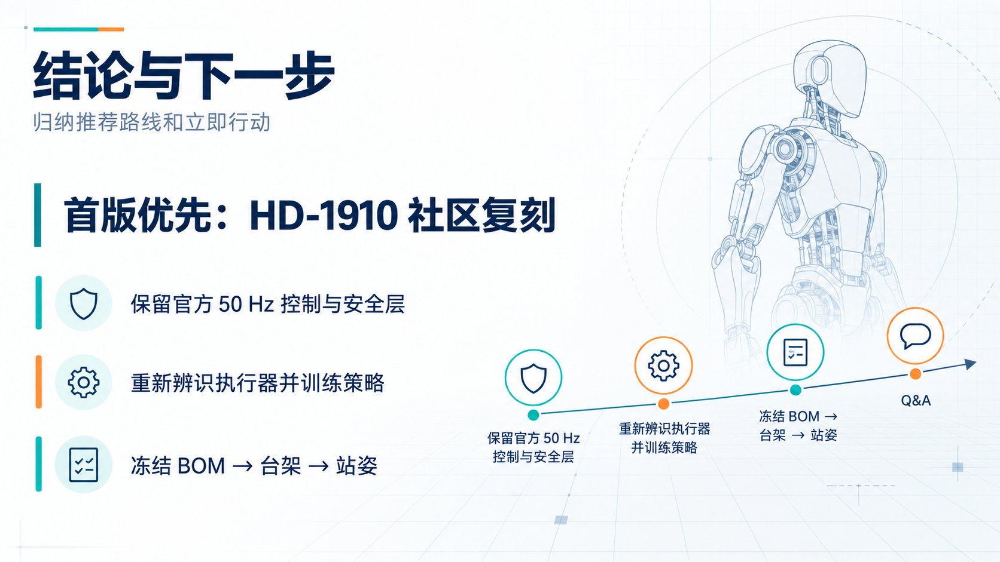 结论与下一步
归纳推荐路线和立即行动
首版优先：HD-1910 社区复刻
保留官方 50 Hz 控制与安全层
重新辨识执行器并训练策略
冻结 BOM → 台架 → 站姿
保留官方 50 Hz
控制与安全层
重新辨识执行器
并训练策略
冻结 BOM →
台架 → 站姿
Q&A